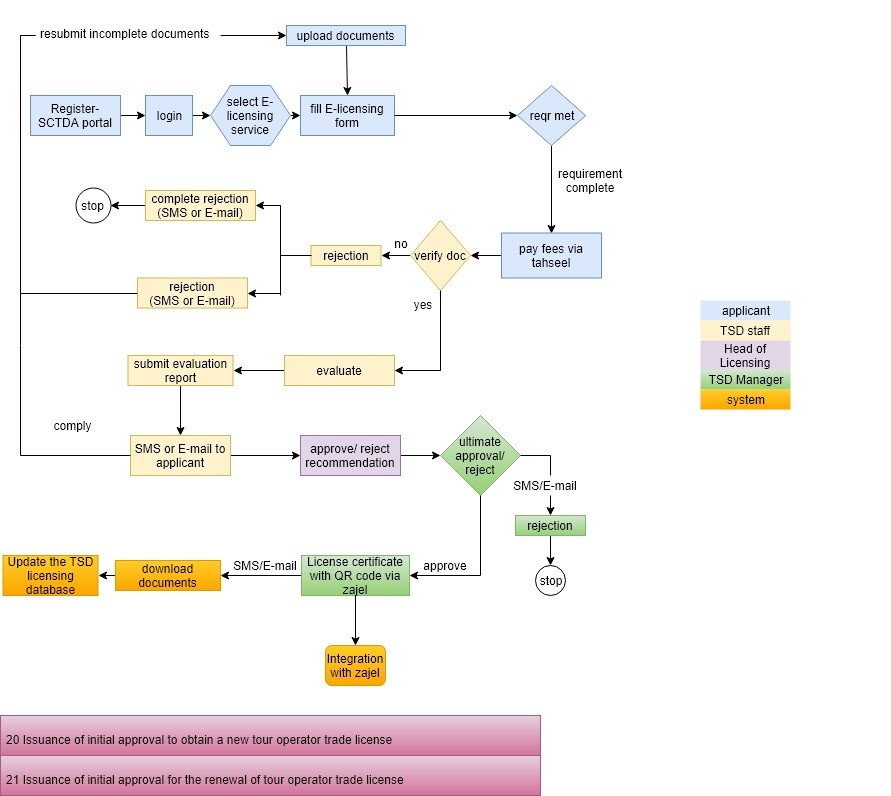 resubmit incomplete documents
upload documents
Register-
SCTDA portal
login
select E-
licensing
service
fill E-licensing
form
reqr met
requirement
complete
stop
complete rejection
(SMS or E-mail)
no
rejection
verify doc
pay fees via
tahseel
rejection
(SMS or E-mail)
yes
applicant
TSD staff
Head of
Licensing
TSD Manager
system
submit evaluation
report
evaluate
comply
SMS or E-mail to
applicant
approve/ reject
recommendation
ultimate
approval/
reject
SMS/E-mail
rejection
stop
Update the TSD
licensing
database
download
documents
SMS/E-mail
License certificate
with QR code via
zajel
approve
Integration
with zajel
20 Issuance of initial approval to obtain a new tour operator trade license
21 Issuance of initial approval for the renewal of tour operator trade license